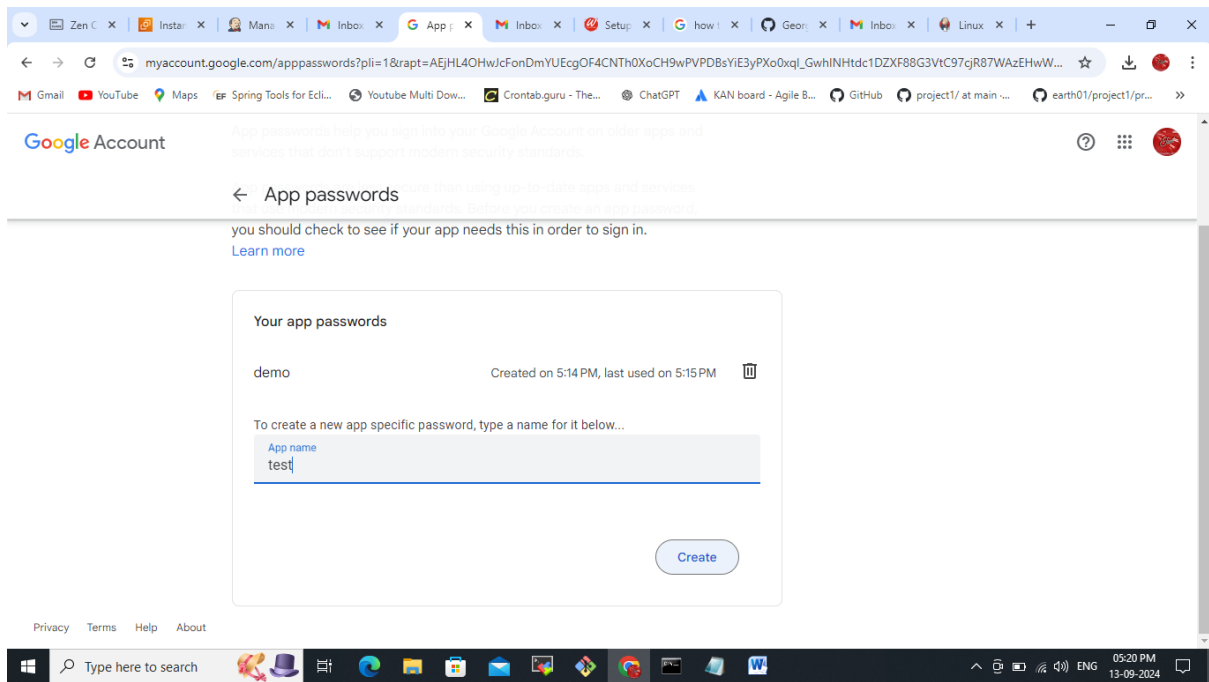 Zen C
Instan
Mana
Inbox
App p
Inbox
Setup
how t
Georg
Inbox
Linux
myaccount.google.com/apppasswords?pli=1&rapt=AEjHL4OHwJcFonDmYUEcgOF4CNTh0XoCH9wPVPDBsYiE3yPXo0xql_GwhINHtdc1DZXF88G3VtC97cjR87WAzEHwW...
Gmail
YouTube
Maps
Spring Tools for Ecli...
Youtube Multi Dow...
Crontab.guru - The...
ChatGPT
KAN board - Agile B...
GitHub
project1/ at main ·...
earth01/project1/pr...
Google Account
App passwords help you sign into your Google Account on older apps and
services that don't support modern security standards.
App passwords
you should check to see if your app needs this in order to sign in.
Learn more
Your app passwords
demo
Created on 5:14 PM, last used on 5:15 PM
To create a new app specific password, type a name for it below...
App name
test
Create
Privacy Terms Help About
Type here to search
ENG
05:20 PM
13-09-2024